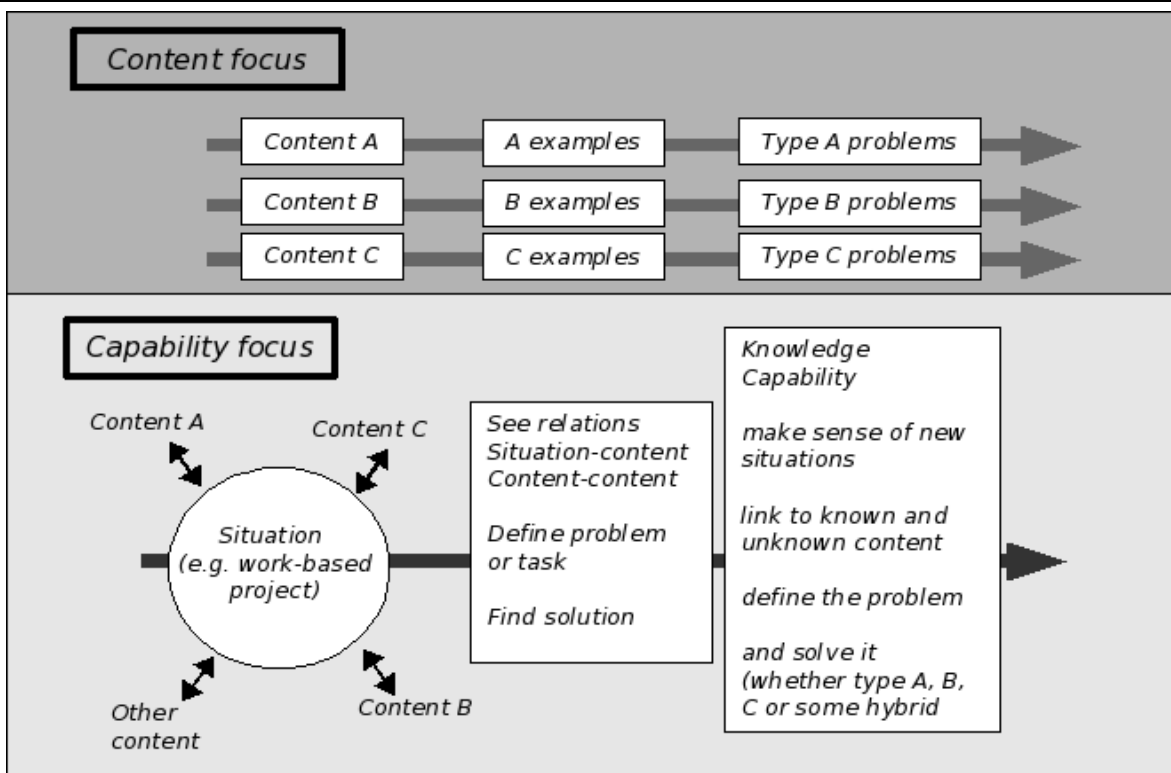 Content focus
Content A
A examples
Type A problems
Content B
B examples
Type B problems
Content C
C examples
Type C problems
Capability focus
Content A
Content C
Situation
(e.g. work-based
project)
Other
content
Content B
See relations
Situation-content
Content-content
Define problem
or task
Find solution
Knowledge
Capability
make sense of new
situations
link to known and
unknown content
define the problem
and solve it
(whether type A, B,
C or some hybrid